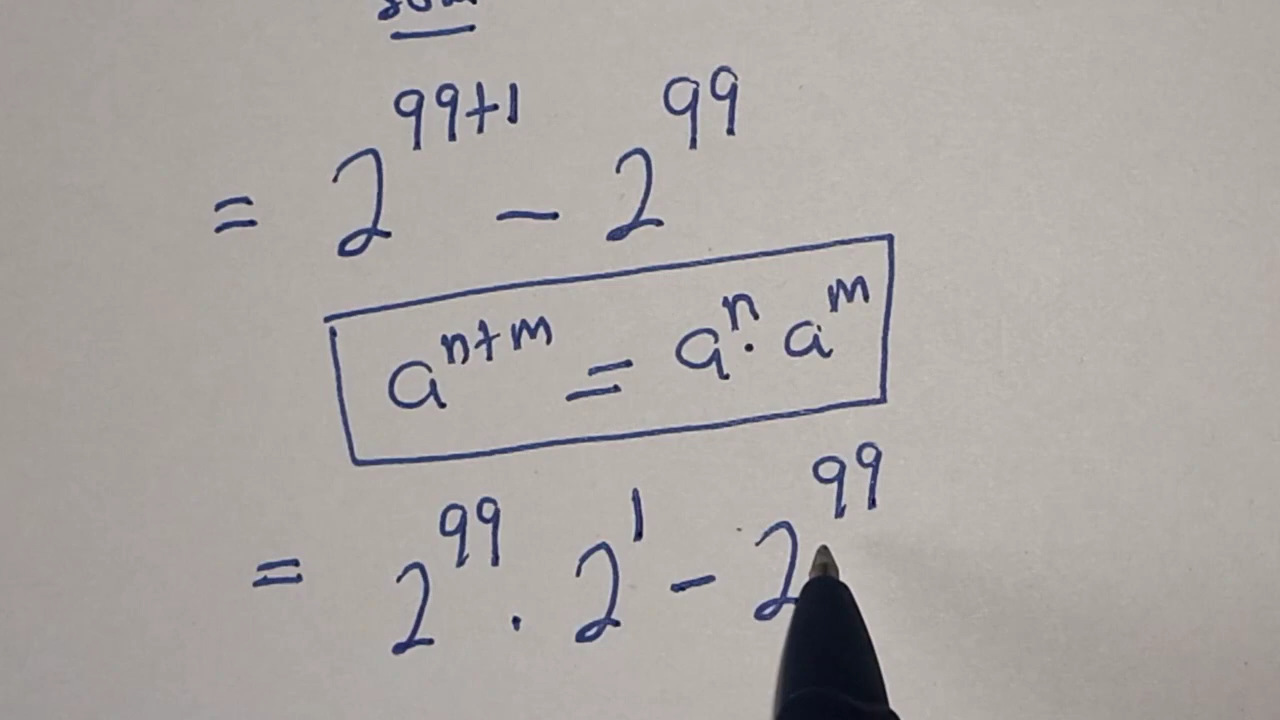 = 2^{99+1} - 2^{99}
a^{n+m} = a^n · a^m
= 2^{99} · 2^1 - 2^{99}